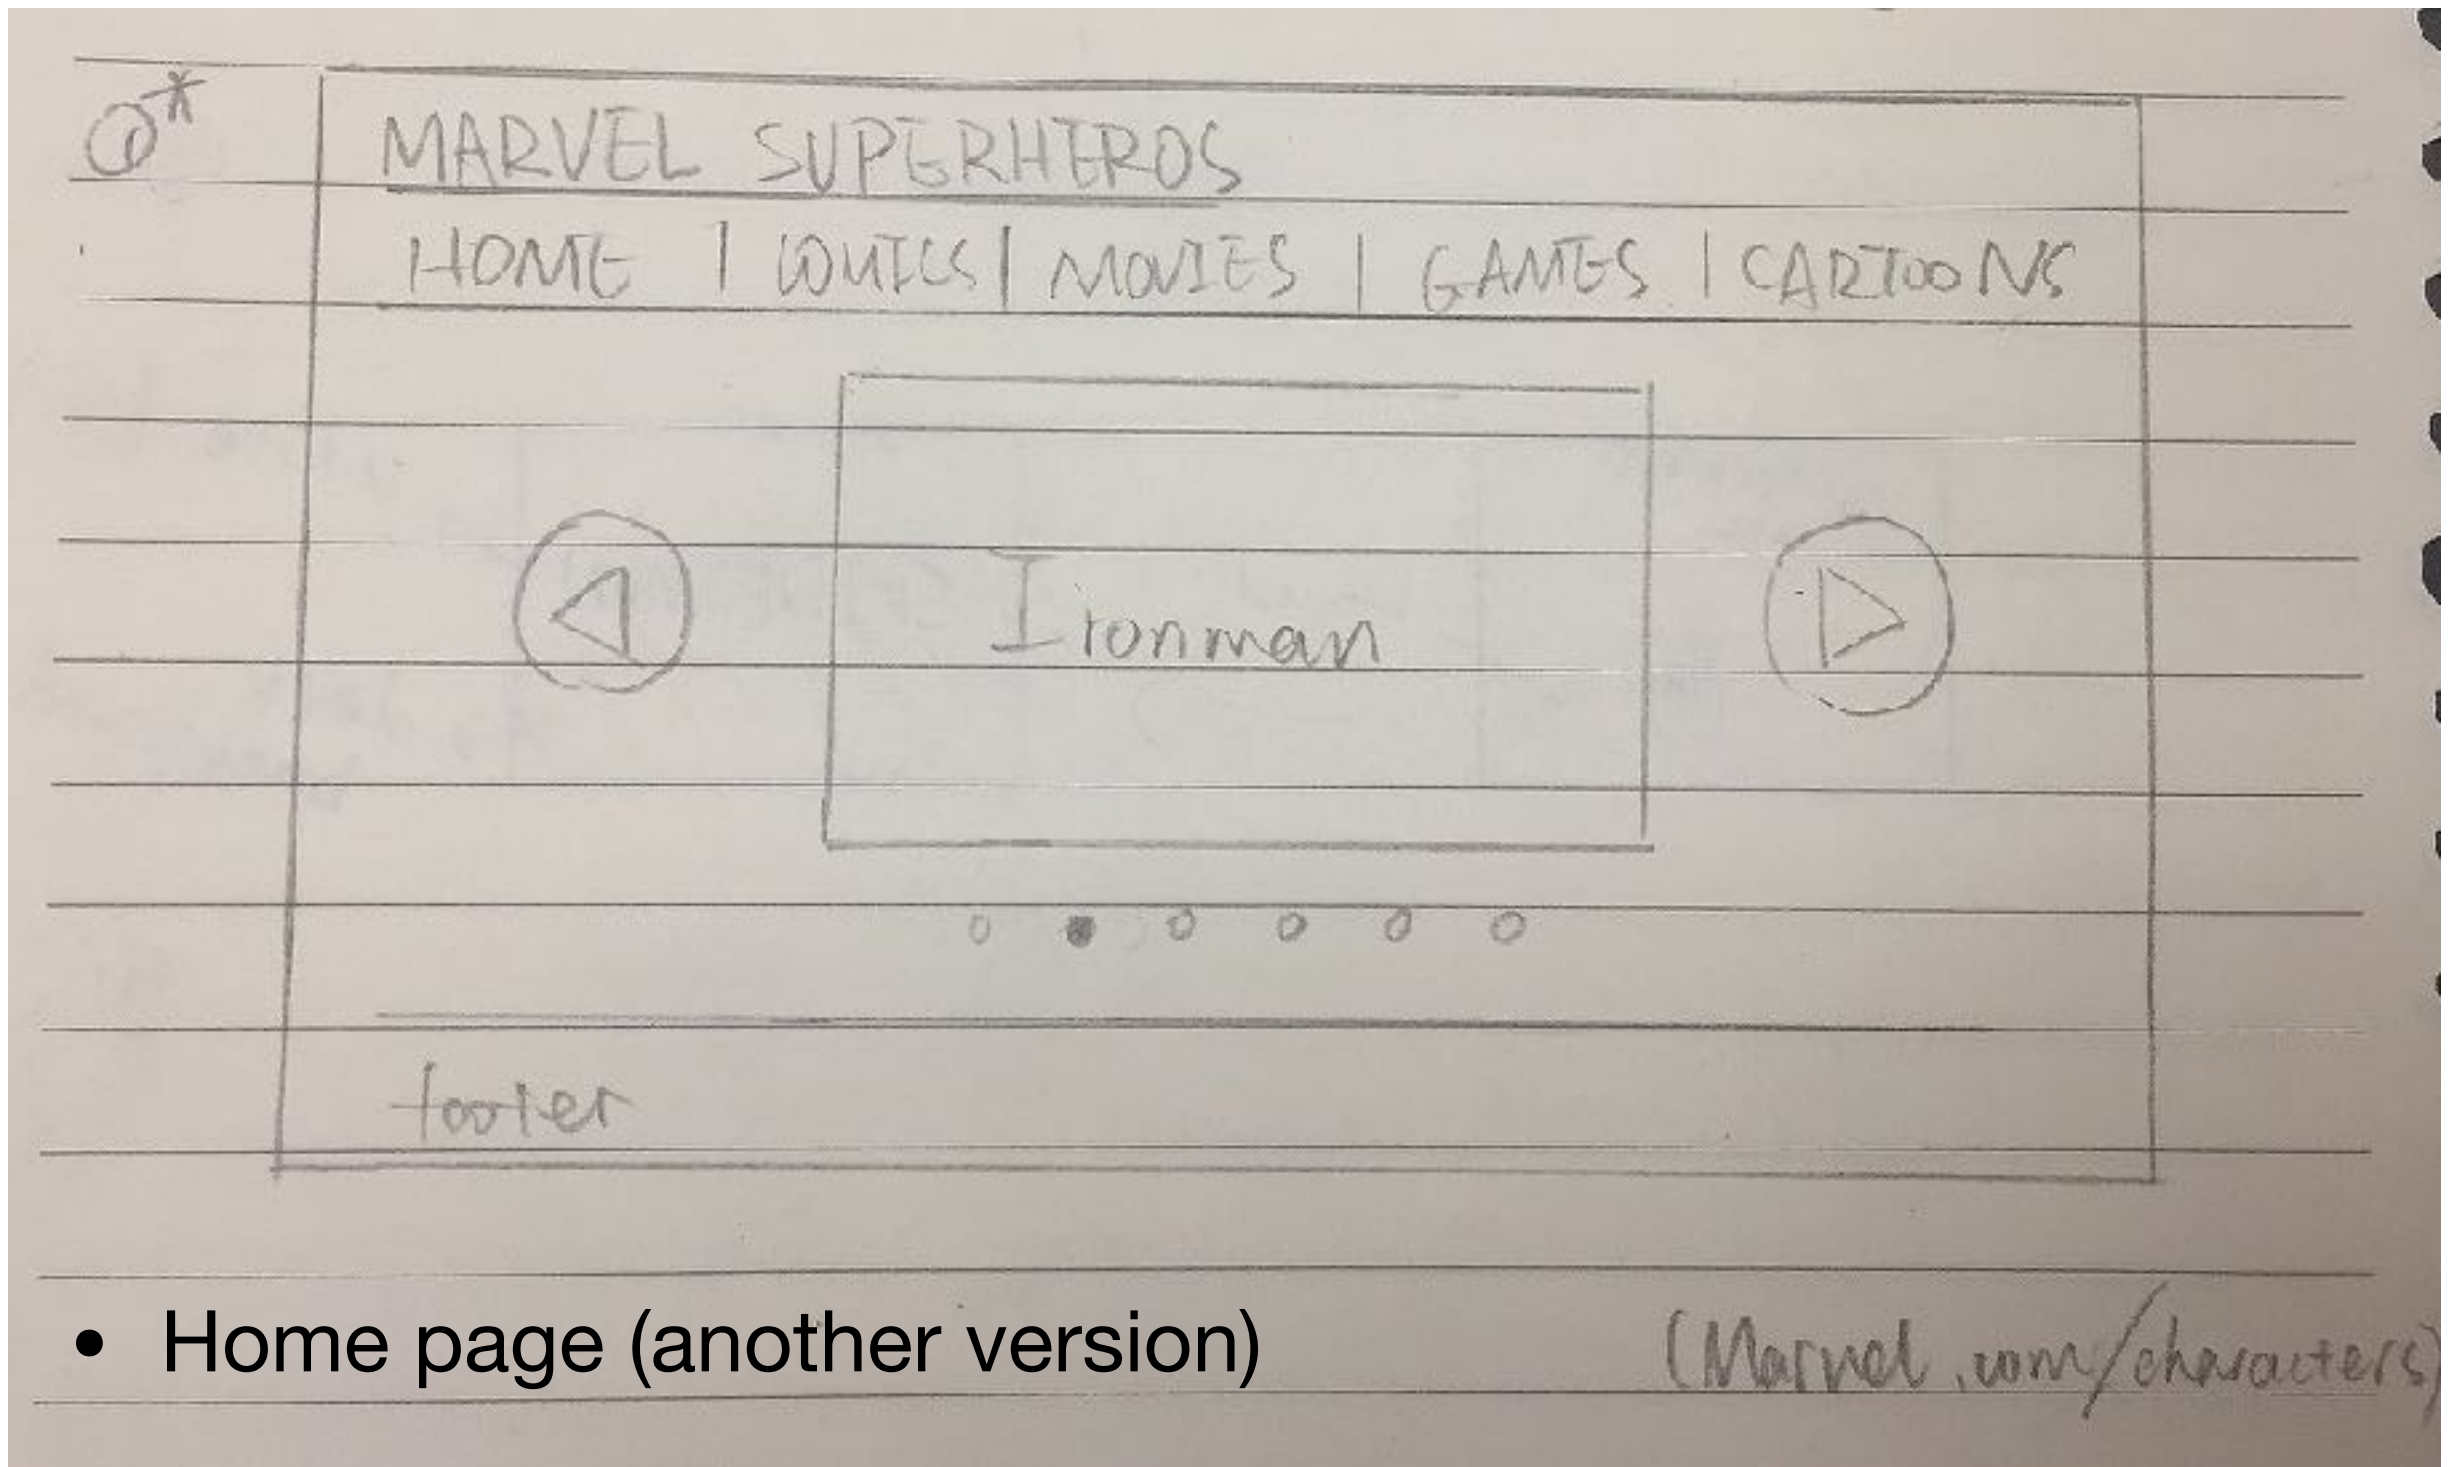 MARVEL SUPERHEROS
HOME | COMICS | MOVIES | GAMES | CARTOONS
Ironman
footer
• Home page (another version)
(Marvel.com/characters)